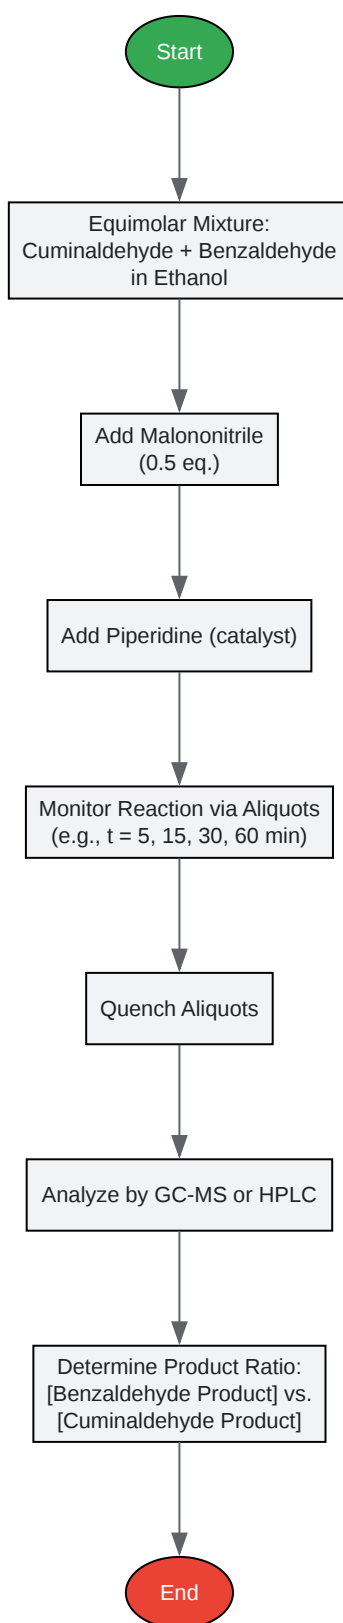 Start
Equimolar Mixture:
Cuminaldehyde + Benzaldehyde
in Ethanol
Add Malononitrile
(0.5 eq.)
Add Piperidine (catalyst)
Monitor Reaction via Aliquots
(e.g., t = 5, 15, 30, 60 min)
Quench Aliquots
Analyze by GC-MS or HPLC
Determine Product Ratio:
[Benzaldehyde Product] vs.
[Cuminaldehyde Product]
End